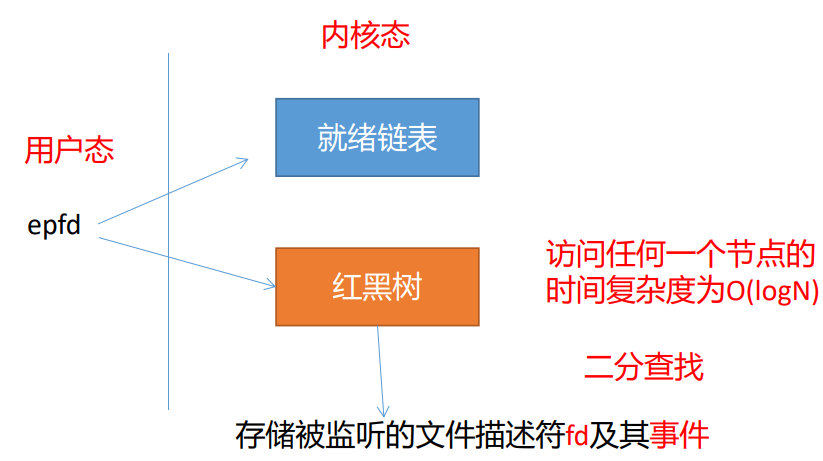 内核态
就绪链表
用户态
epfd
红黑树
访问任何一个节点的
时间复杂度为O(logN)
二分查找
存储被监听的文件描述符fd及其事件